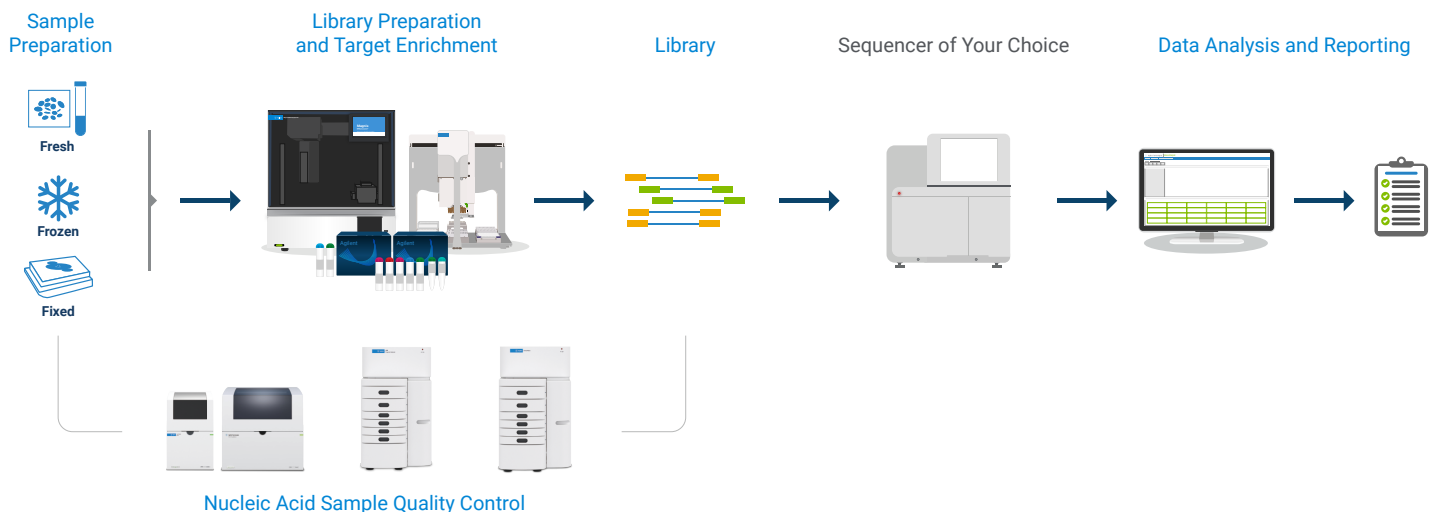 Sample
Preparation
Library Preparation
and Target Enrichment
Library
Sequencer of Your Choice
Data Analysis and Reporting
Fresh
Frozen
Fixed
Agilent
Agilent
Nucleic Acid Sample Quality Control